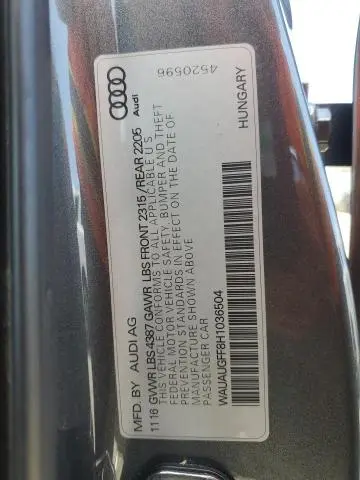 4520596
Audi
HUNGARY
MFD. BY AUDI AG
11 16 GVWR LBS 4387 GAWR LBS FRONT 2315 / REAR 2205
THIS VEHICLE CONFORMS TO ALL APPLICABLE U S
FEDERAL MOTOR VEHICLE SAFETY, BUMPER AND THEFT
PREVENTION STANDARDS IN EFFECT ON THE DATE OF
MANUFACTURE SHOWN ABOVE
PASSENGER CAR
WAUAUGFF8H1036504